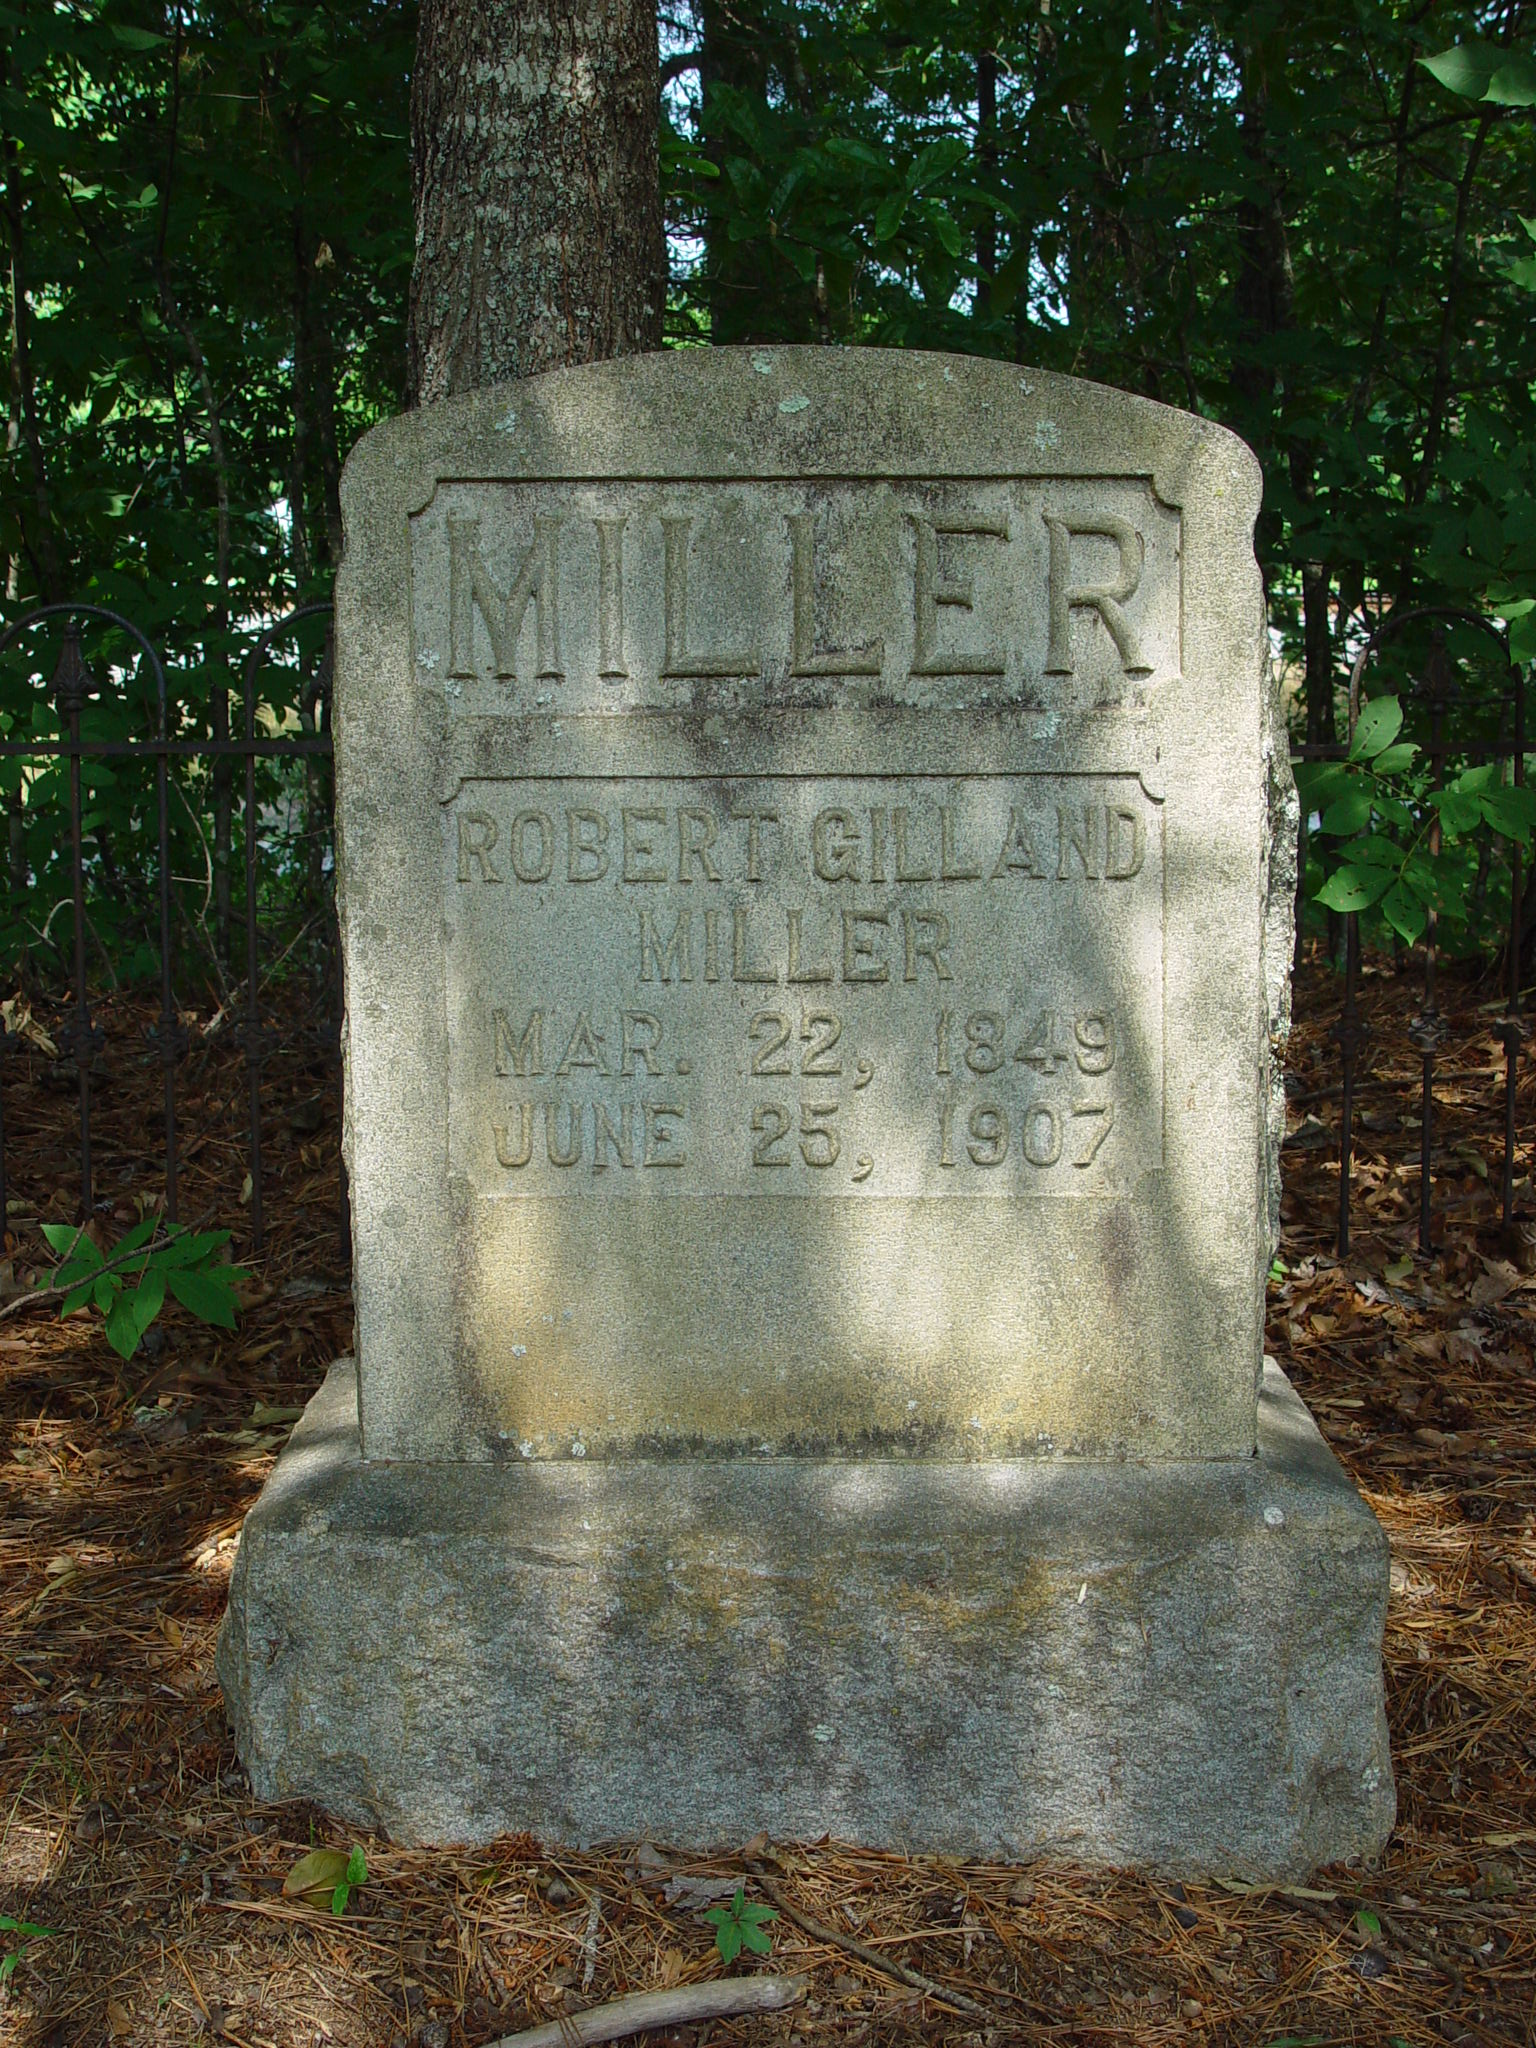 MILLER
ROBERT GILLAND
MILLER
MAR. 22, 1849
JUNE 25, 1907